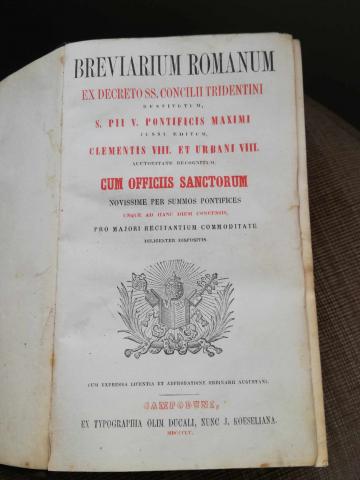 BREVIARIUM ROMANUM
EX DECRETO SS. CONCILII TRIDENTINI
RESTITUTUM,
S. PII V. PONTIFICIS MAXIMI
JUSSU EDITUM,
CLEMENTIS VIII. ET URBANI VIII.
AUCTORITATE RECOGNITUM,
CUM OFFICIIS SANCTORUM
NOVISSIME PER SUMMOS PONTIFICES
USQUE AD HANC DIEM CONCESSIS,
PRO MAJORI RECITANTIUM COMMODITATE
DILIGENTER DISPOSITIS.
CUM EXPRESSA LICENTIA ET APPROBATIONE ORDINARII AUGUSTANI.
CAMPODUNI,
EX TYPOGRAPHIA OLIM DUCALI, NUNC J. KOESELIANA.
MDCCCLV.